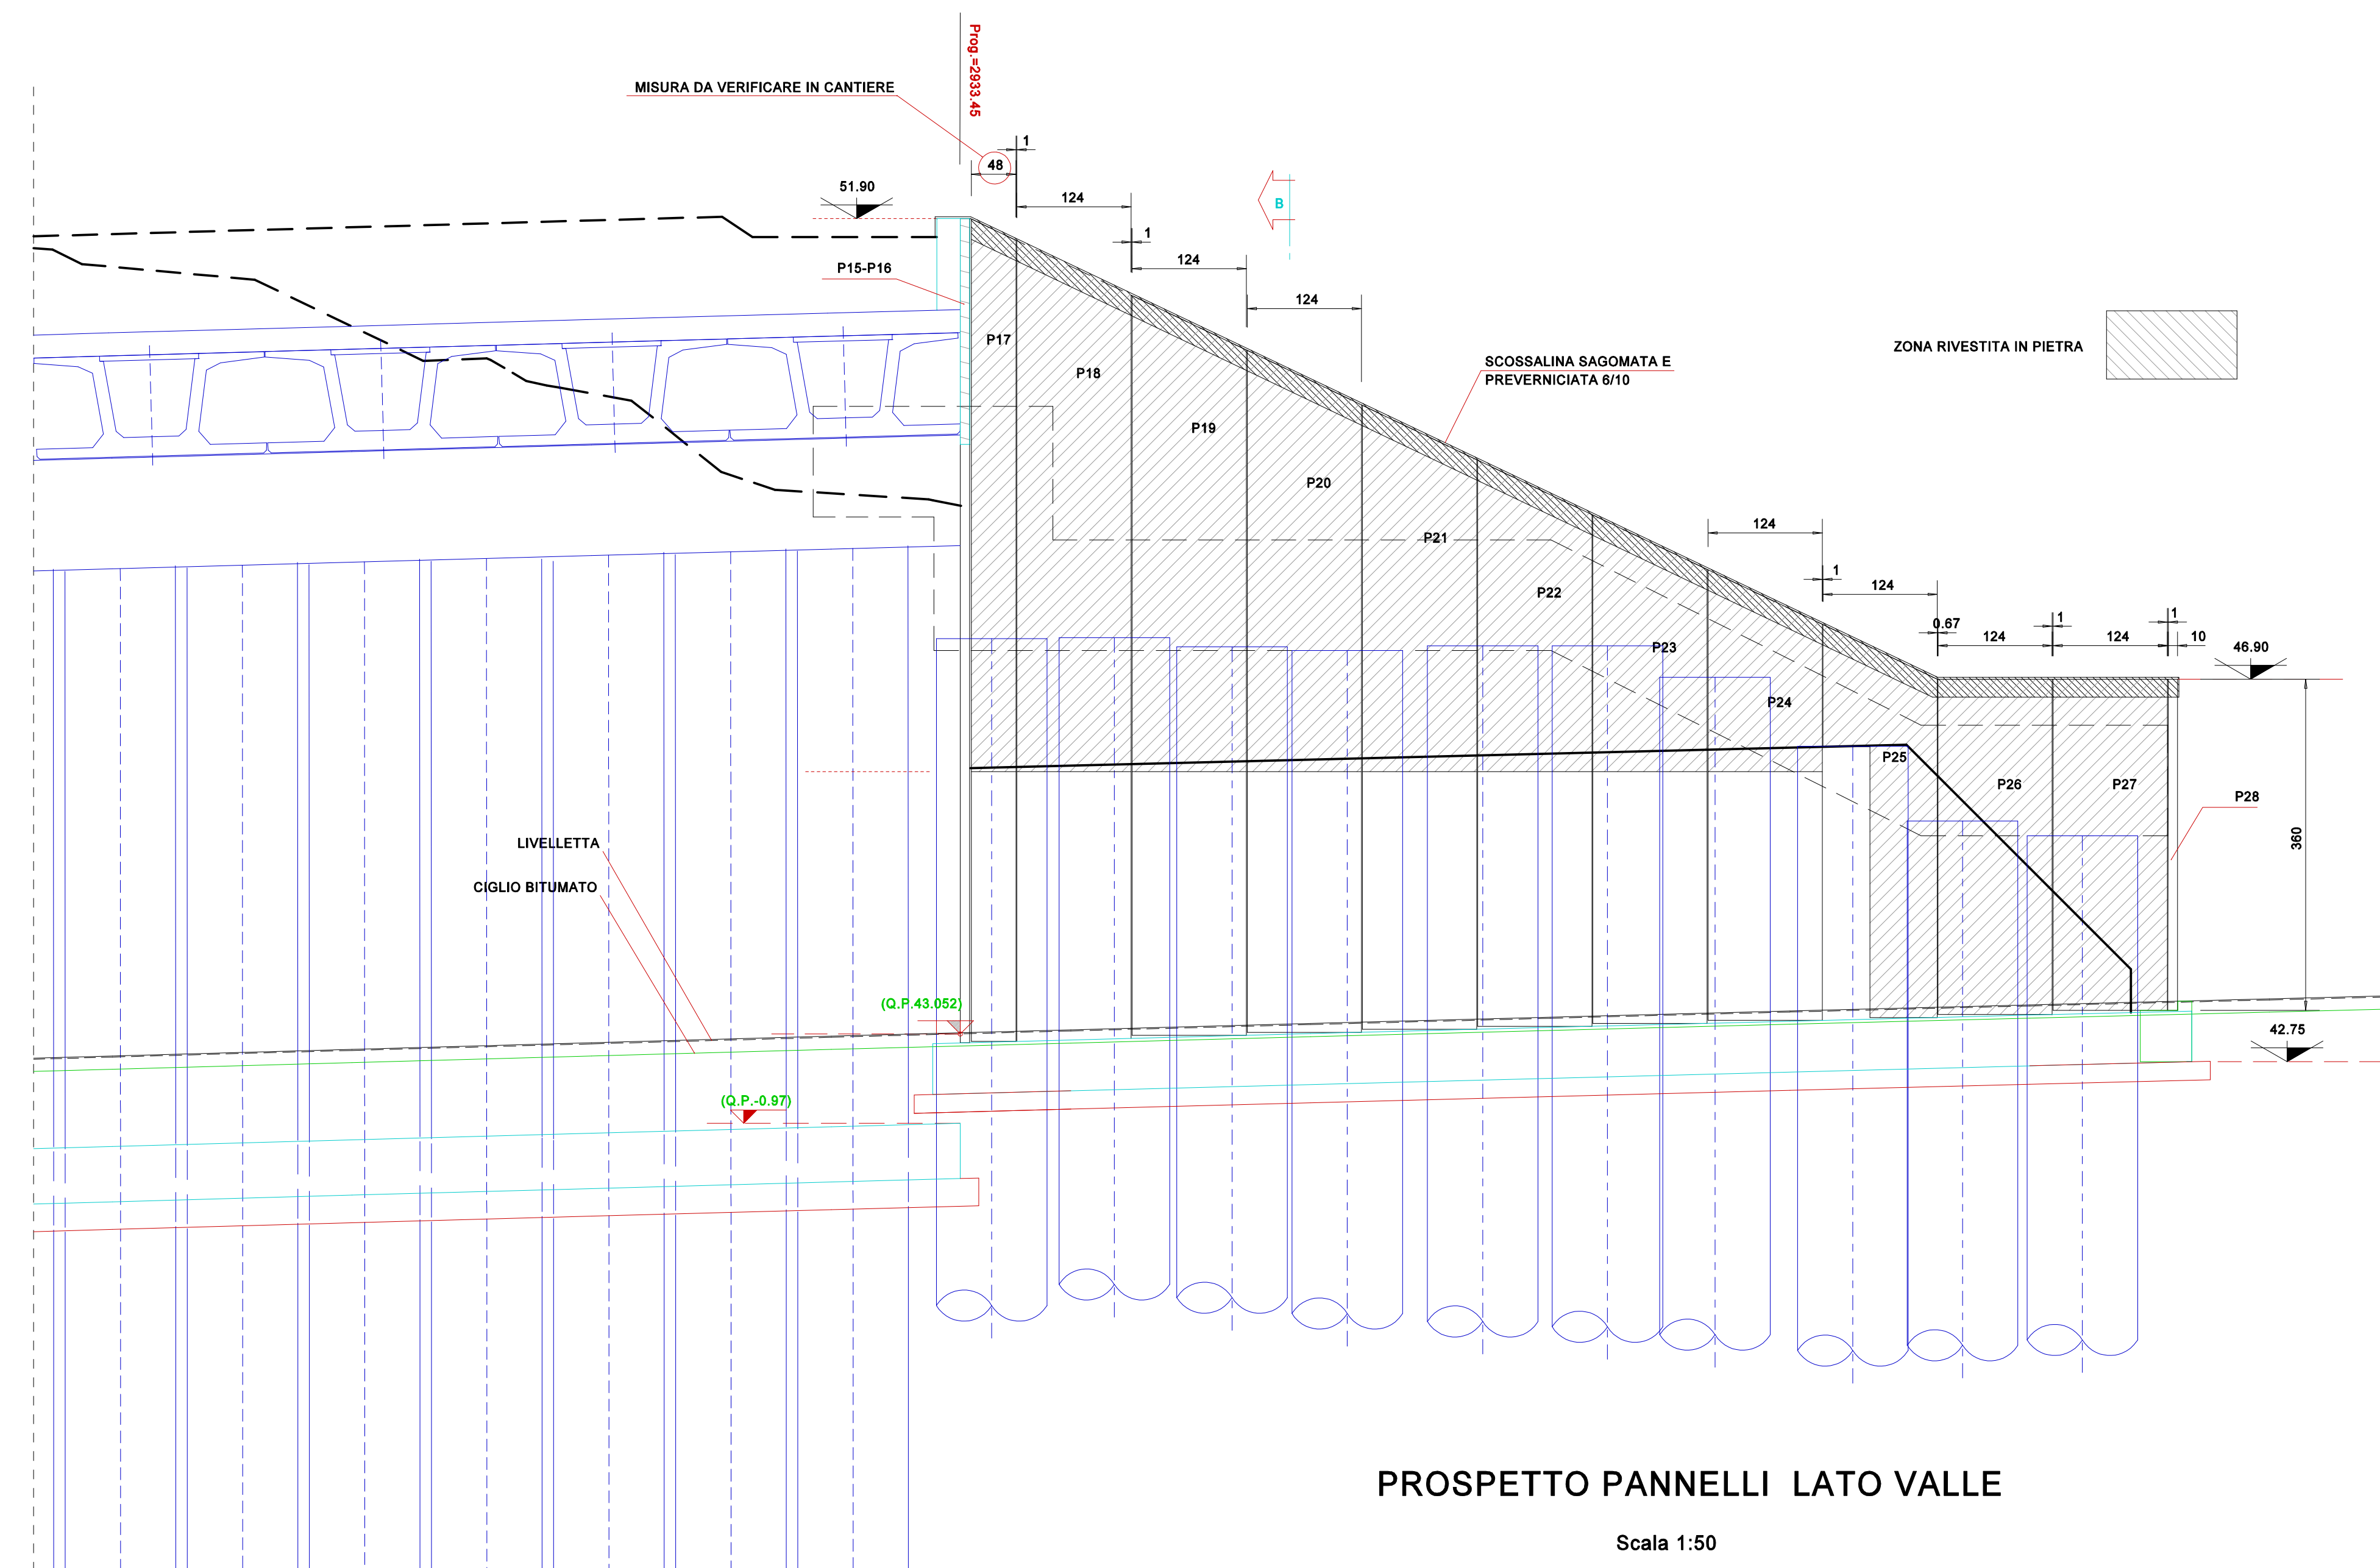 Prog.=2933.45
MISURA DA VERIFICARE IN CANTIERE
1
48
51.90
124
B
1
124
P15-P16
124
P17
ZONA RIVESTITA IN PIETRA
SCOSSALINA SAGOMATA E
PREVERNICIATA 6/10
P18
P19
P20
124
P21
1
124
P22
0.67
1
1
124
124
10
P23
46.90
P24
P25
P26
P27
P28
360
LIVELLETTA
CIGLIO BITUMATO
(Q.P.43.052)
42.75
(Q.P.-0.97)
PROSPETTO PANNELLI LATO VALLE
Scala 1:50